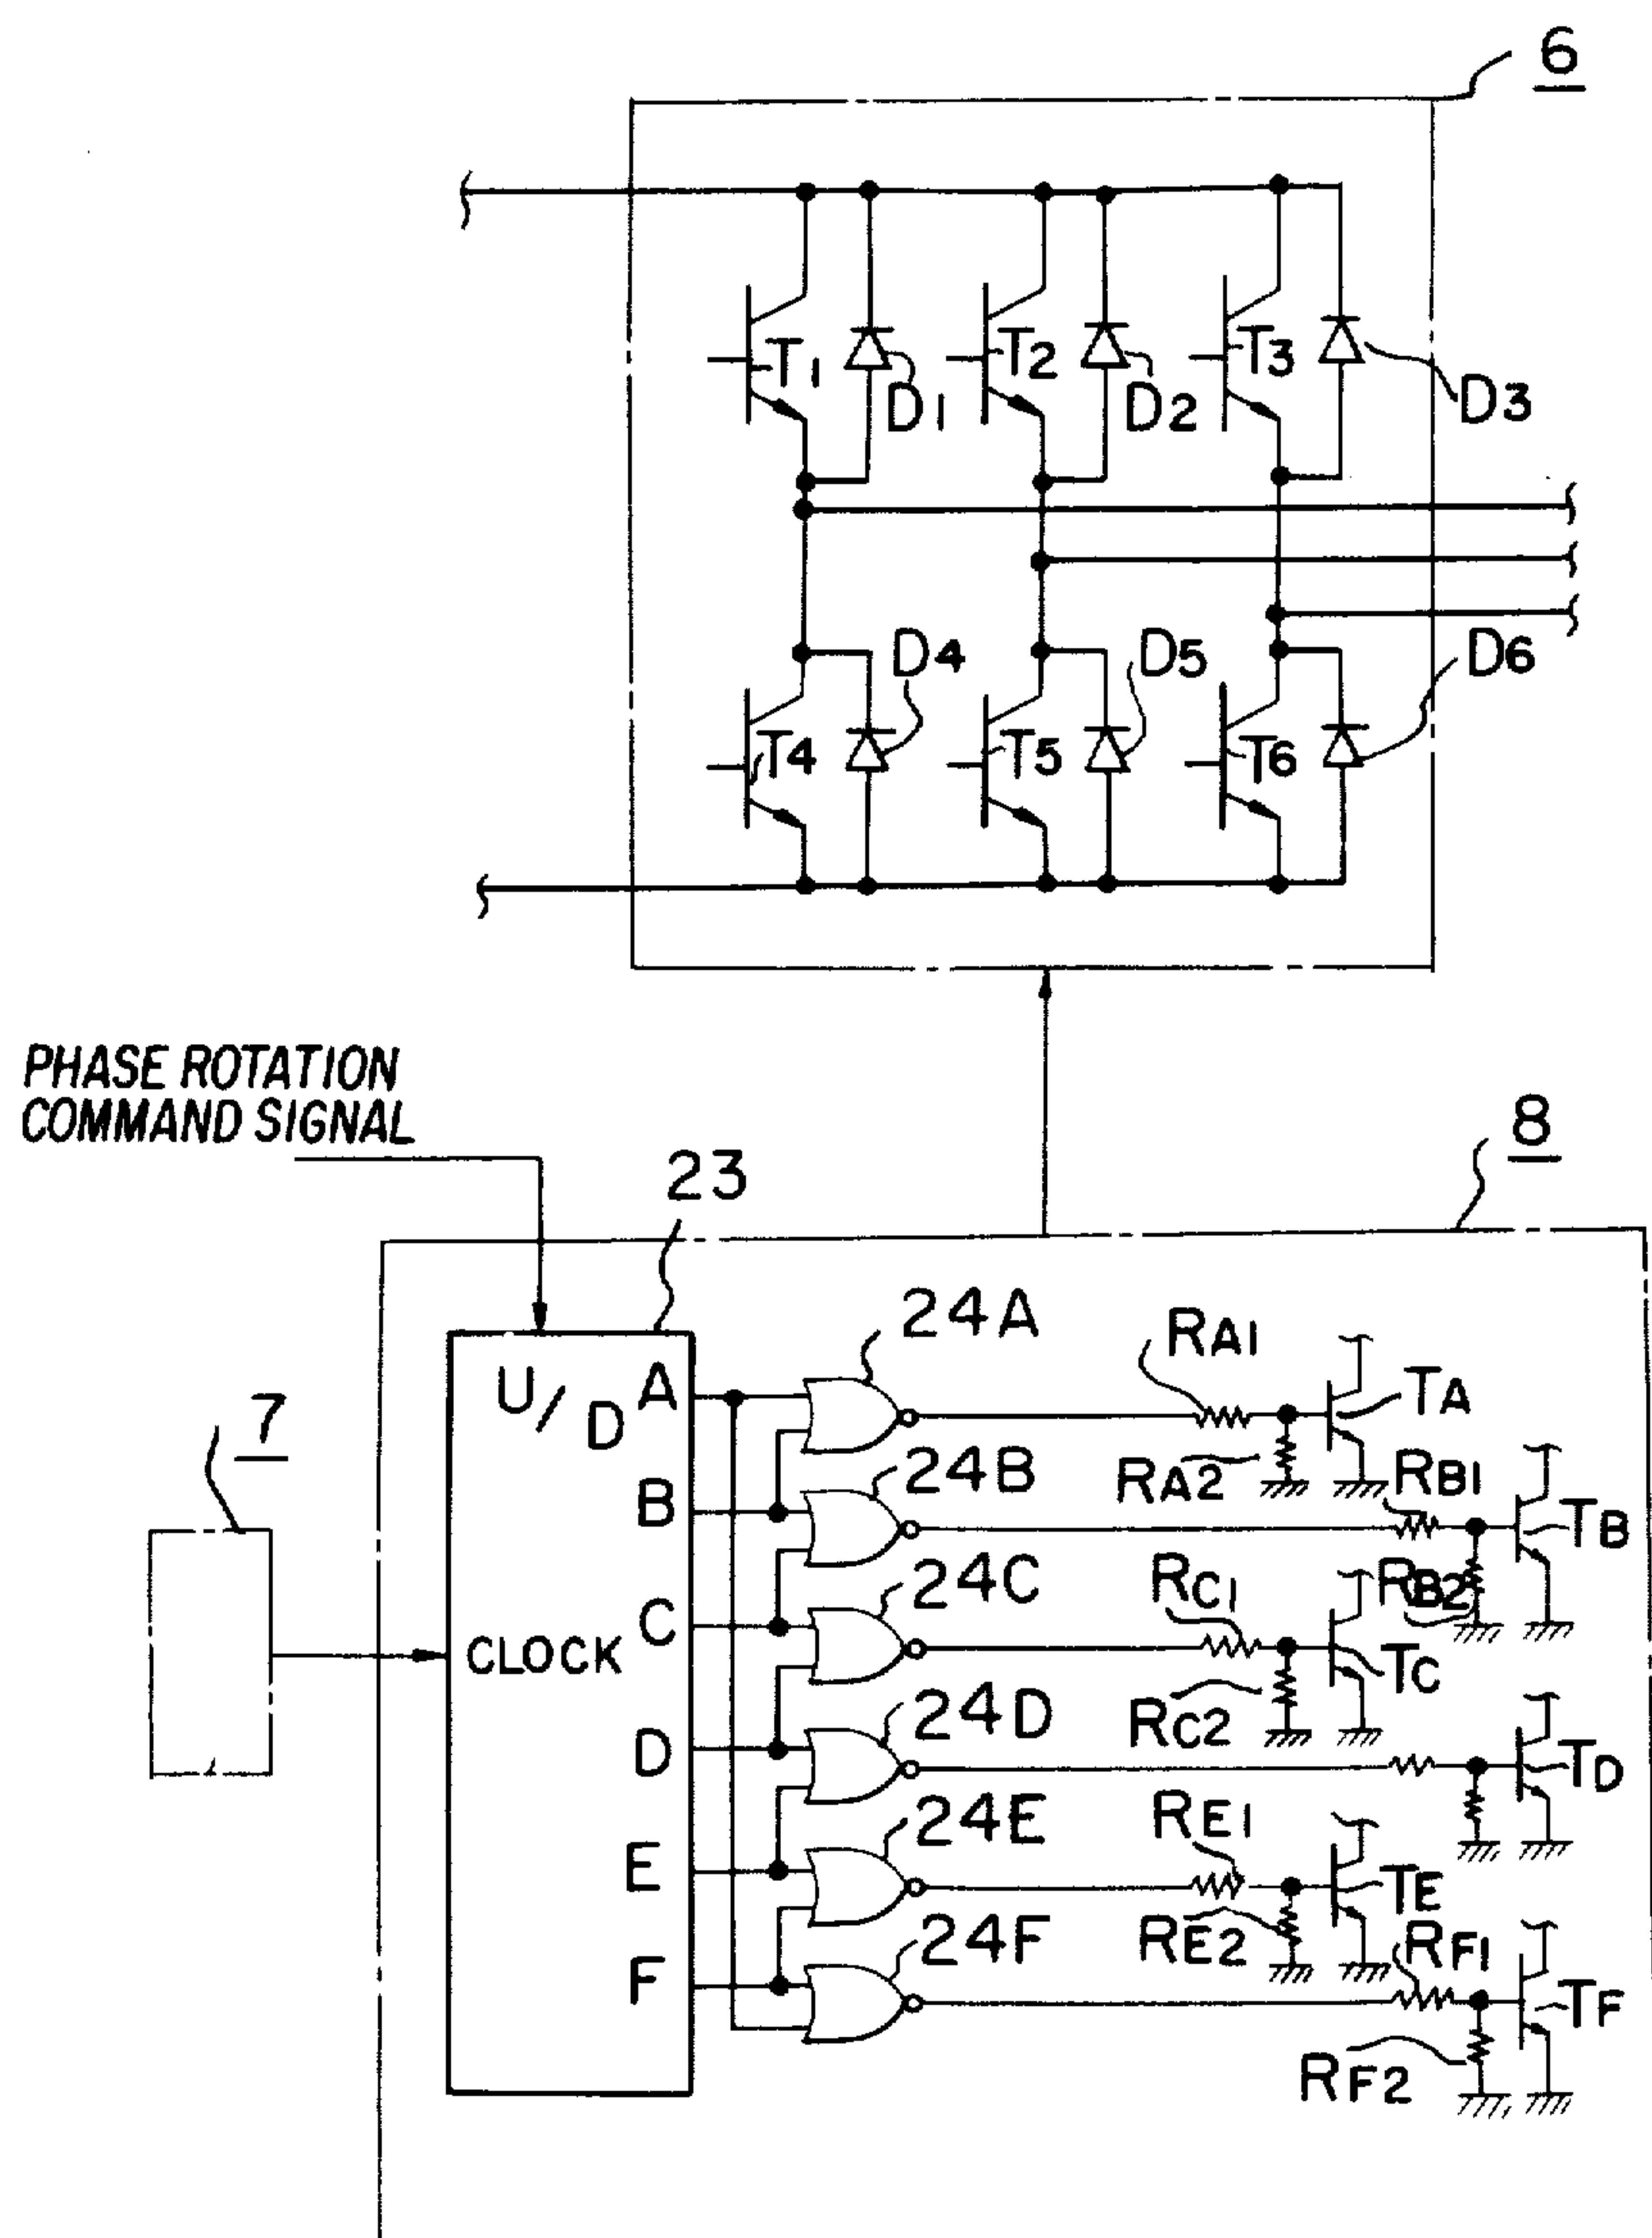 6
T1
D1
T2
D2
T3
D3
T4
D4
T5
D5
T6
D6
PHASE ROTATION
COMMAND SIGNAL
8
23
7
U/D
CLOCK
A
B
C
D
E
F
24A
24B
24C
24D
24E
24F
RA1
RA2
TA
RB1
RB2
TB
RC1
RC2
TC
TD
RE1
RE2
TE
RF1
RF2
TF